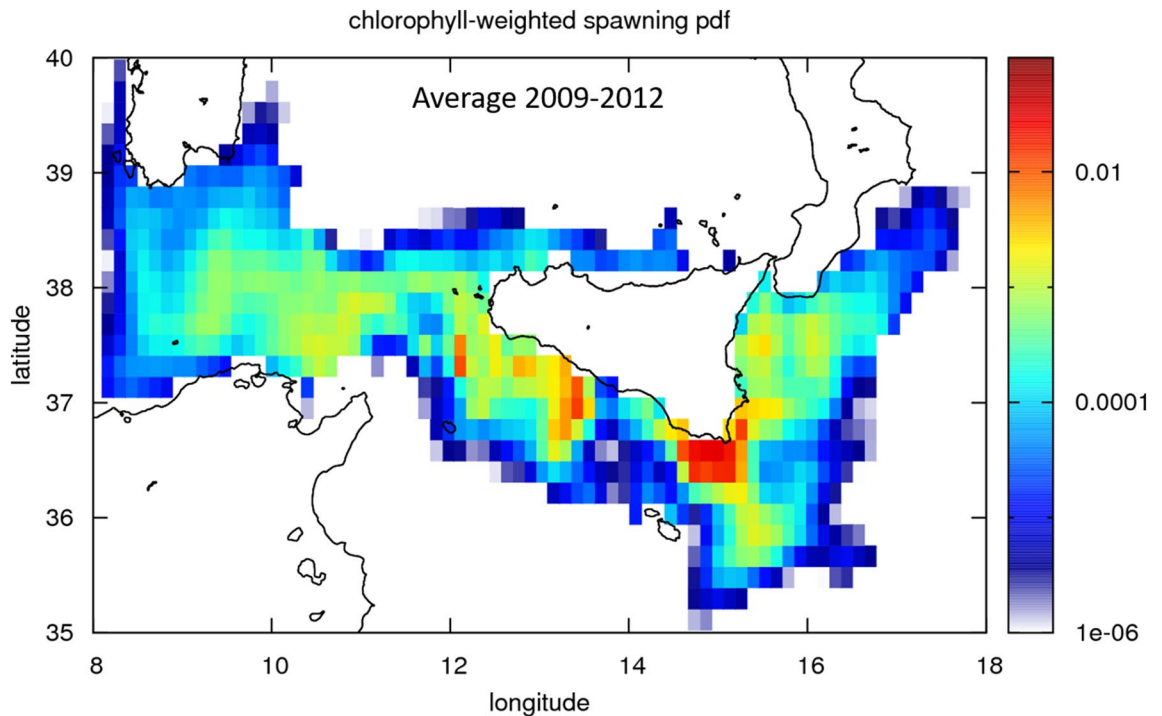 chlorophyll-weighted spawning pdf
Average 2009-2012
40
39
38
37
36
35
latitude
8 10 12 14 16 18
longitude
0.01
0.0001
1e-06